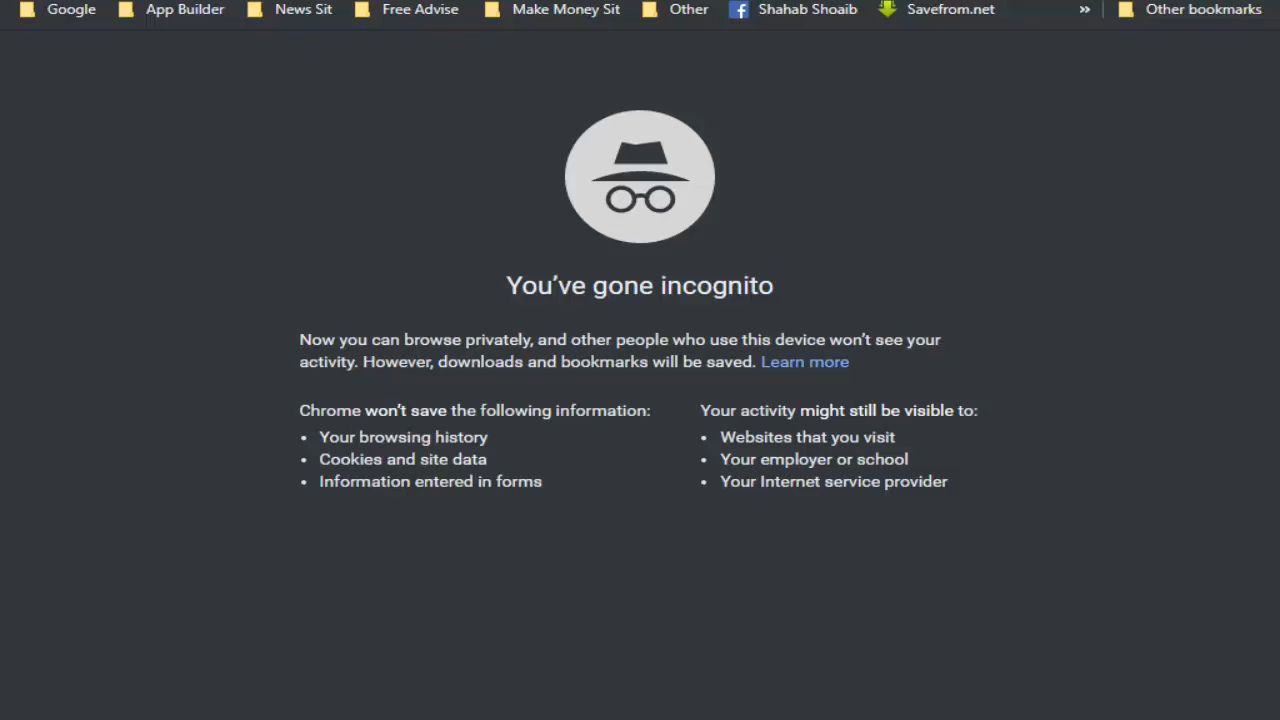 Google App Builder News Sit Free Advise Make Money Sit Other Shahab Shoaib Savefrom.net » Other bookmarks
You’ve gone incognito
Now you can browse privately, and other people who use this device won’t see your
activity. However, downloads and bookmarks will be saved. Learn more
Chrome won’t save the following information:
• Your browsing history
• Cookies and site data
• Information entered in forms
Your activity might still be visible to:
• Websites that you visit
• Your employer or school
• Your Internet service provider